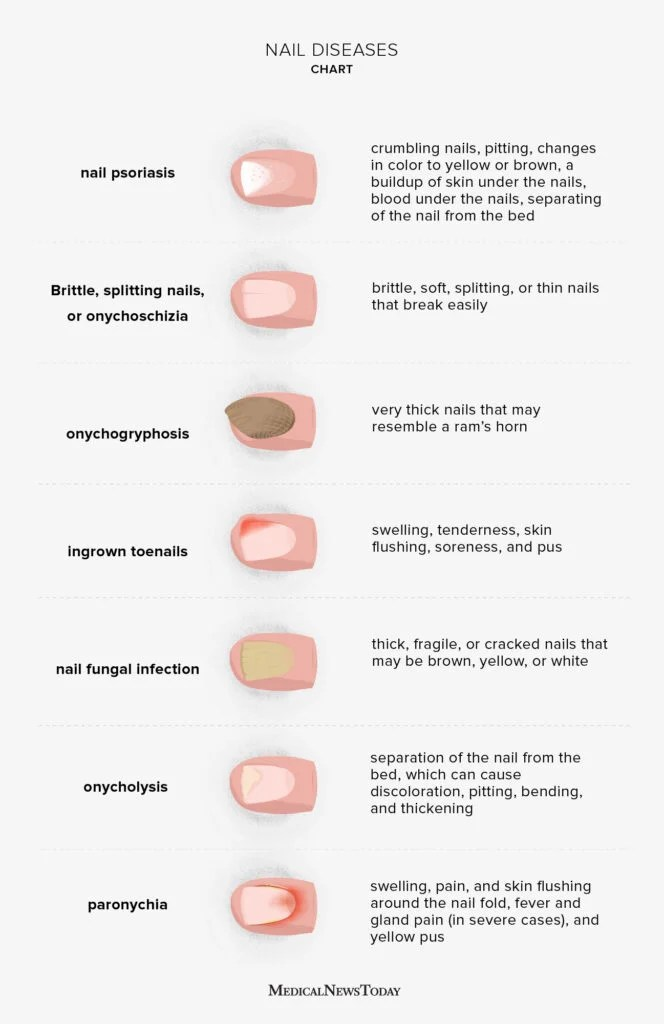 NAIL DISEASES
CHART
nail psoriasis
crumbling nails, pitting, changes
in color to yellow or brown, a
buildup of skin under the nails,
blood under the nails, separating
of the nail from the bed
Brittle, splitting nails,
or onychoschizia
brittle, soft, splitting, or thin nails
that break easily
onychogryphosis
very thick nails that may
resemble a ram’s horn
ingrown toenails
swelling, tenderness, skin
flushing, soreness, and pus
nail fungal infection
thick, fragile, or cracked nails that
may be brown, yellow, or white
onycholysis
separation of the nail from the
bed, which can cause
discoloration, pitting, bending,
and thickening
paronychia
swelling, pain, and skin flushing
around the nail fold, fever and
gland pain (in severe cases), and
yellow pus
MEDICALNEWSTODAY